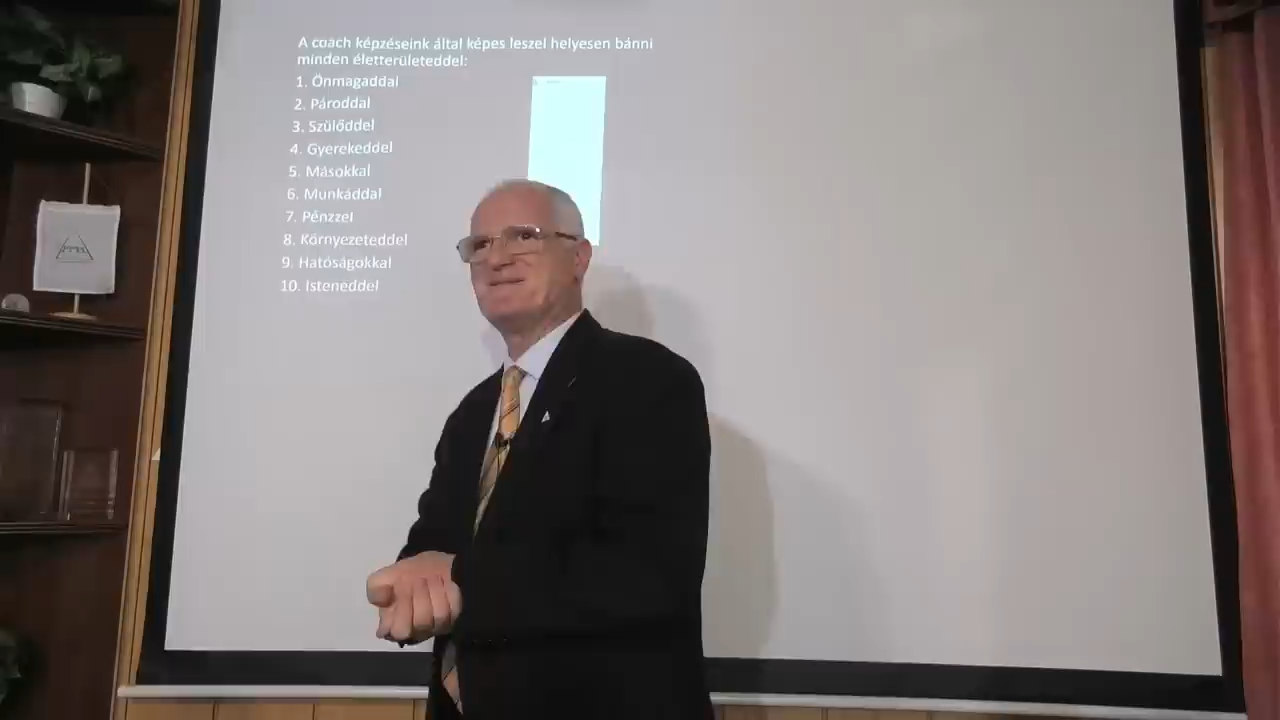 A coach képzéseink által képes leszel helyesen bánni
minden életterületeddel:
1. Önmagaddal
2. Pároddal
3. Szülőddel
4. Gyerekeddel
5. Másokkal
6. Munkáddal
7. Pénzzel
8. Környezeteddel
9. Hatóságokkal
10. Isteneddel